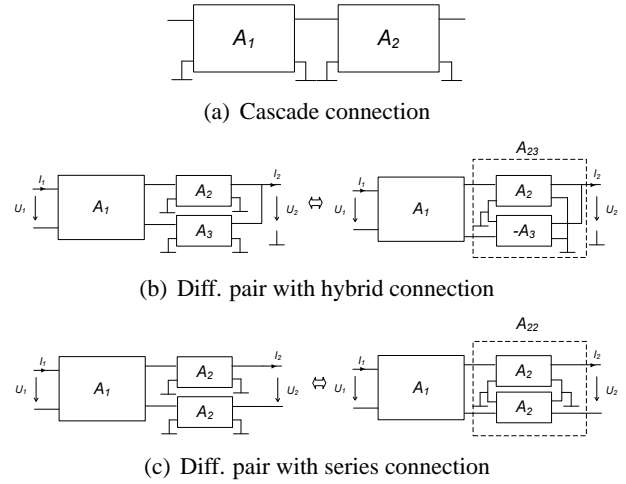 A1 A2
(a) Cascade connection
A23
I1 I2 I1 I2
A2 A2
U1 A1 U2 ⇔ U1 A1 U2
A3 -A3
(b) Diff. pair with hybrid connection
A22
I1 I2 I1 I2
A2 A2
U1 A1 U2 ⇔ U1 A1 U2
A2 A2
(c) Diff. pair with series connection